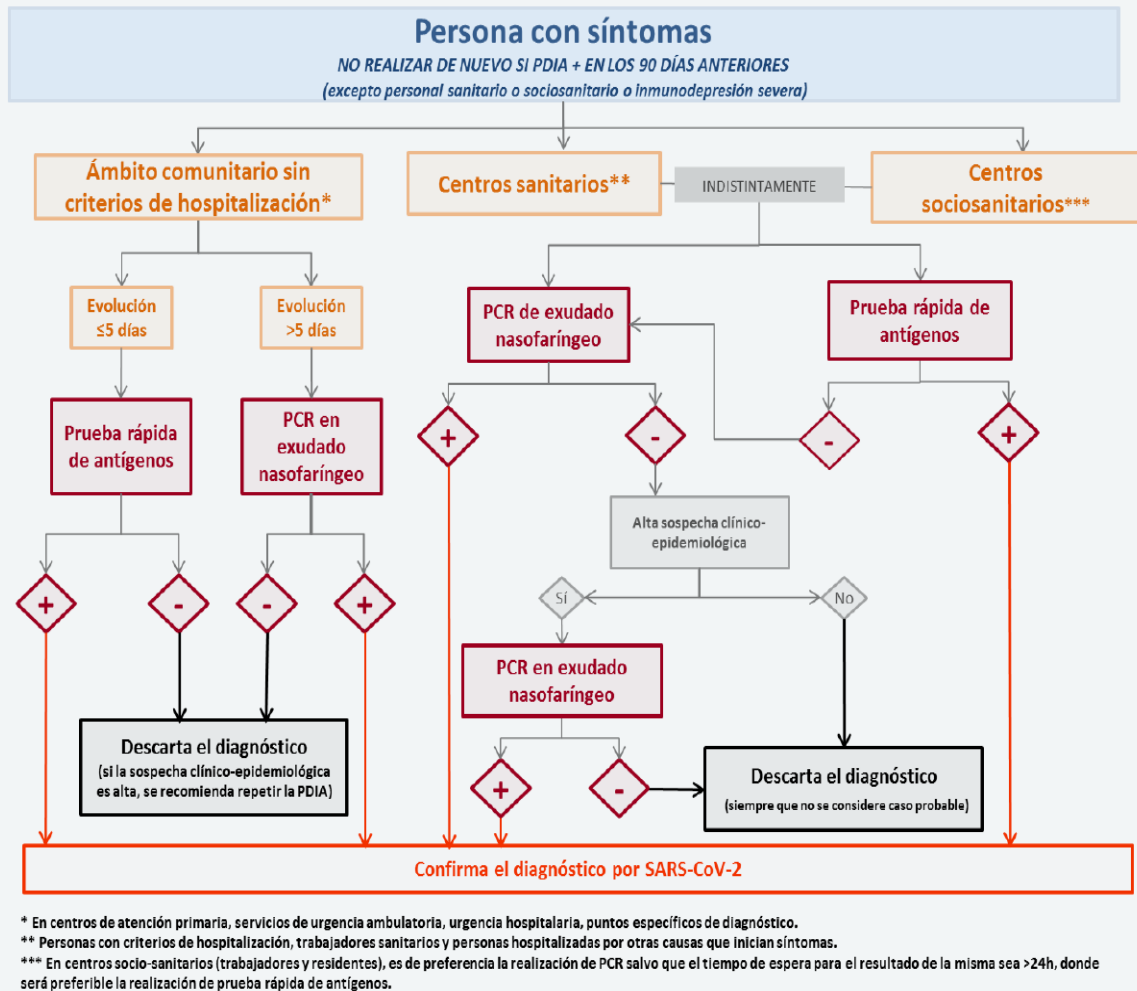 Persona con síntomas
NO REALIZAR DE NUEVO SI PDIA + EN LOS 90 DÍAS ANTERIORES
(excepto personal sanitario o sociosanitario o inmunodepresión severa)
Ámbito comunitario sin
criterios de hospitalización*
Centros sanitarios**
INDISTINTAMENTE
Centros
sociosanitarios***
Evolución
≤5 días
Evolución
>5 días
PCR de exudado
nasofaríngeo
Prueba rápida de
antígenos
Prueba rápida
de antígenos
PCR en
exudado
nasofaríngeo
+
-
-
+
Alta sospecha clínico-
epidemiológica
+
-
-
+
Sí
No
PCR en exudado
nasofaríngeo
Descarta el diagnóstico
(si la sospecha clínico-epidemiológica
es alta, se recomienda repetir la PDIA)
+
-
Descarta el diagnóstico
(siempre que no se considere caso probable)
Confirma el diagnóstico por SARS-CoV-2
* En centros de atención primaria, servicios de urgencia ambulatoria, urgencia hospitalaria, puntos específicos de diagnóstico.
** Personas con criterios de hospitalización, trabajadores sanitarios y personas hospitalizadas por otras causas que inician síntomas.
*** En centros socio-sanitarios (trabajadores y residentes), es de preferencia la realización de PCR salvo que el tiempo de espera para el resultado de la misma sea >24h, donde
será preferible la realización de prueba rápida de antígenos.